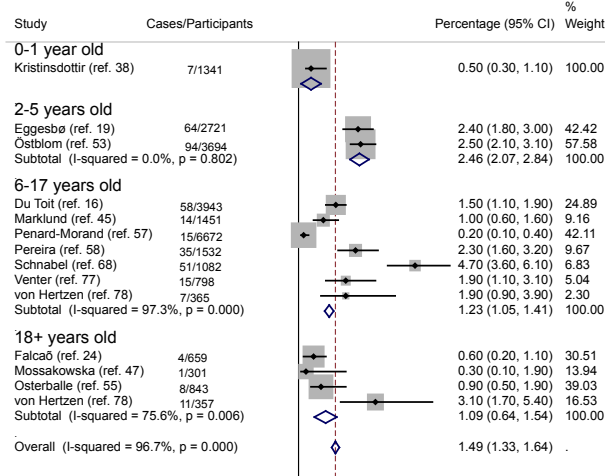 %
Study Cases/Participants Percentage (95% CI) Weight
0-1 year old
Kristinsdottir (ref. 38) 7/1341 0.50 (0.30, 1.10) 100.00
2-5 years old
Eggesbø (ref. 19) 64/2721 2.40 (1.80, 3.00) 42.42
Östblom (ref. 53) 94/3694 2.50 (2.10, 3.10) 57.58
Subtotal (I-squared = 0.0%, p = 0.802) 2.46 (2.07, 2.84) 100.00
6-17 years old
Du Toit (ref. 16) 58/3943 1.50 (1.10, 1.90) 24.89
Marklund (ref. 45) 14/1451 1.00 (0.60, 1.60) 9.16
Penard-Morand (ref. 57) 15/6672 0.20 (0.10, 0.40) 42.11
Pereira (ref. 58) 35/1532 2.30 (1.60, 3.20) 9.67
Schnabel (ref. 68) 51/1082 4.70 (3.60, 6.10) 6.83
Venter (ref. 77) 15/798 1.90 (1.10, 3.10) 5.04
von Hertzen (ref. 78) 7/365 1.90 (0.90, 3.90) 2.30
Subtotal (I-squared = 97.3%, p = 0.000) 1.23 (1.05, 1.41) 100.00
18+ years old
Falcaõ (ref. 24) 4/659 0.60 (0.20, 1.10) 30.51
Mossakowska (ref. 47) 1/301 0.30 (0.10, 1.90) 13.94
Osterballe (ref. 55) 8/843 0.90 (0.50, 1.90) 39.03
von Hertzen (ref. 78) 11/357 3.10 (1.70, 5.40) 16.53
Subtotal (I-squared = 75.6%, p = 0.006) 1.09 (0.64, 1.54) 100.00
.
Overall (I-squared = 96.7%, p = 0.000) 1.49 (1.33, 1.64) .